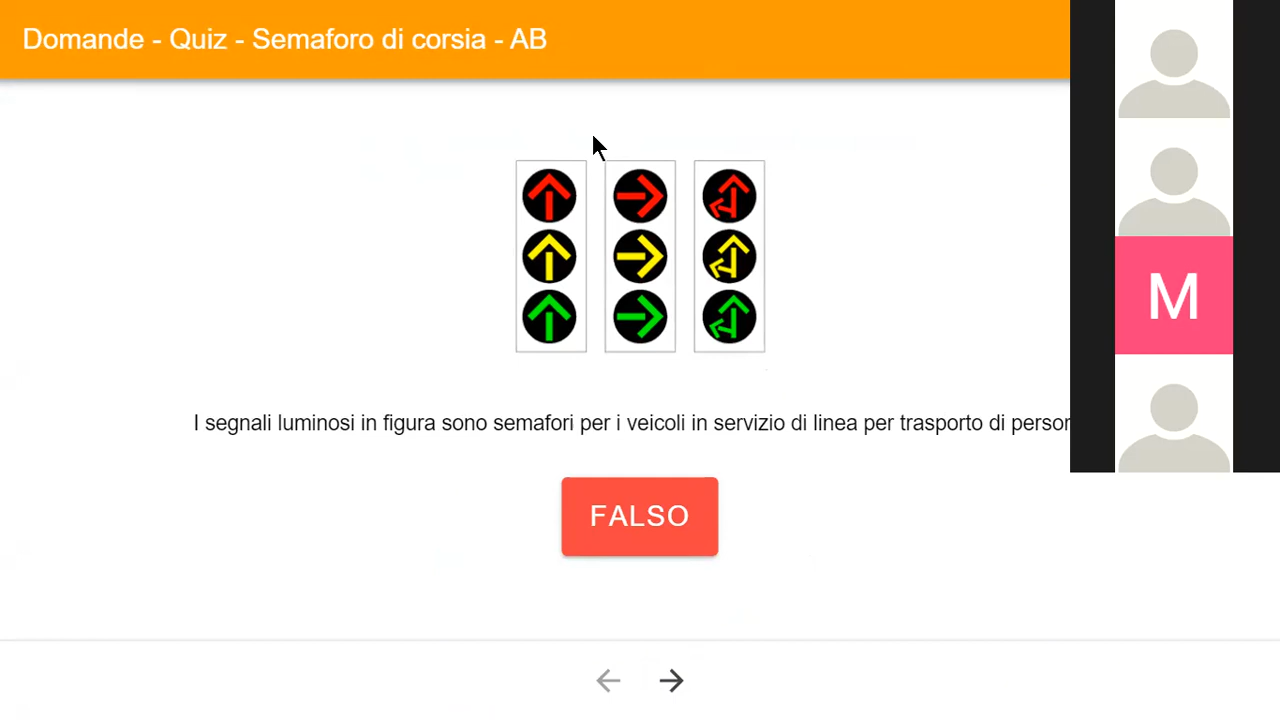 Domande - Quiz - Semaforo di corsia - AB
M
I segnali luminosi in figura sono semafori per i veicoli in servizio di linea per trasporto di
FALSO